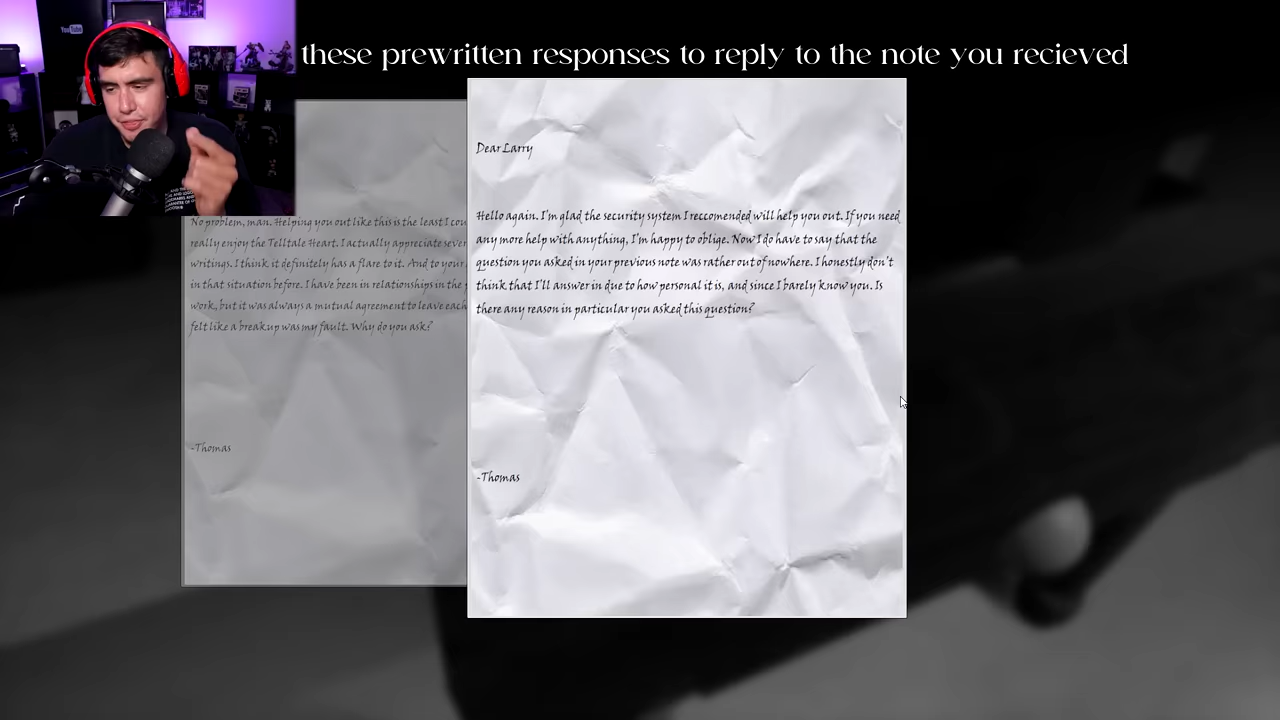 these prewritten responses to reply to the note you recieved
YouTube
No problem, man. Helping you out like this is the least I cou
really enjoy the Telltale Heart. I actually appreciate sever
writings. I think it definitely has a flare to it. And to your
in that situation before. I have been in relationships in the p
work, but it was always a mutual agreement to leave each
felt like a breakup was my fault. Why do you ask?
-Thomas
Dear Larry
Hello again. I'm glad the security system I reccomended will help you out. If you need
any more help with anything, I'm happy to oblige. Now I do have to say that the
question you asked in your previous note was rather out of nowhere. I honestly don't
think that I'll answer in due to how personal it is, and since I barely know you. Is
there any reason in particular you asked this question?
-Thomas